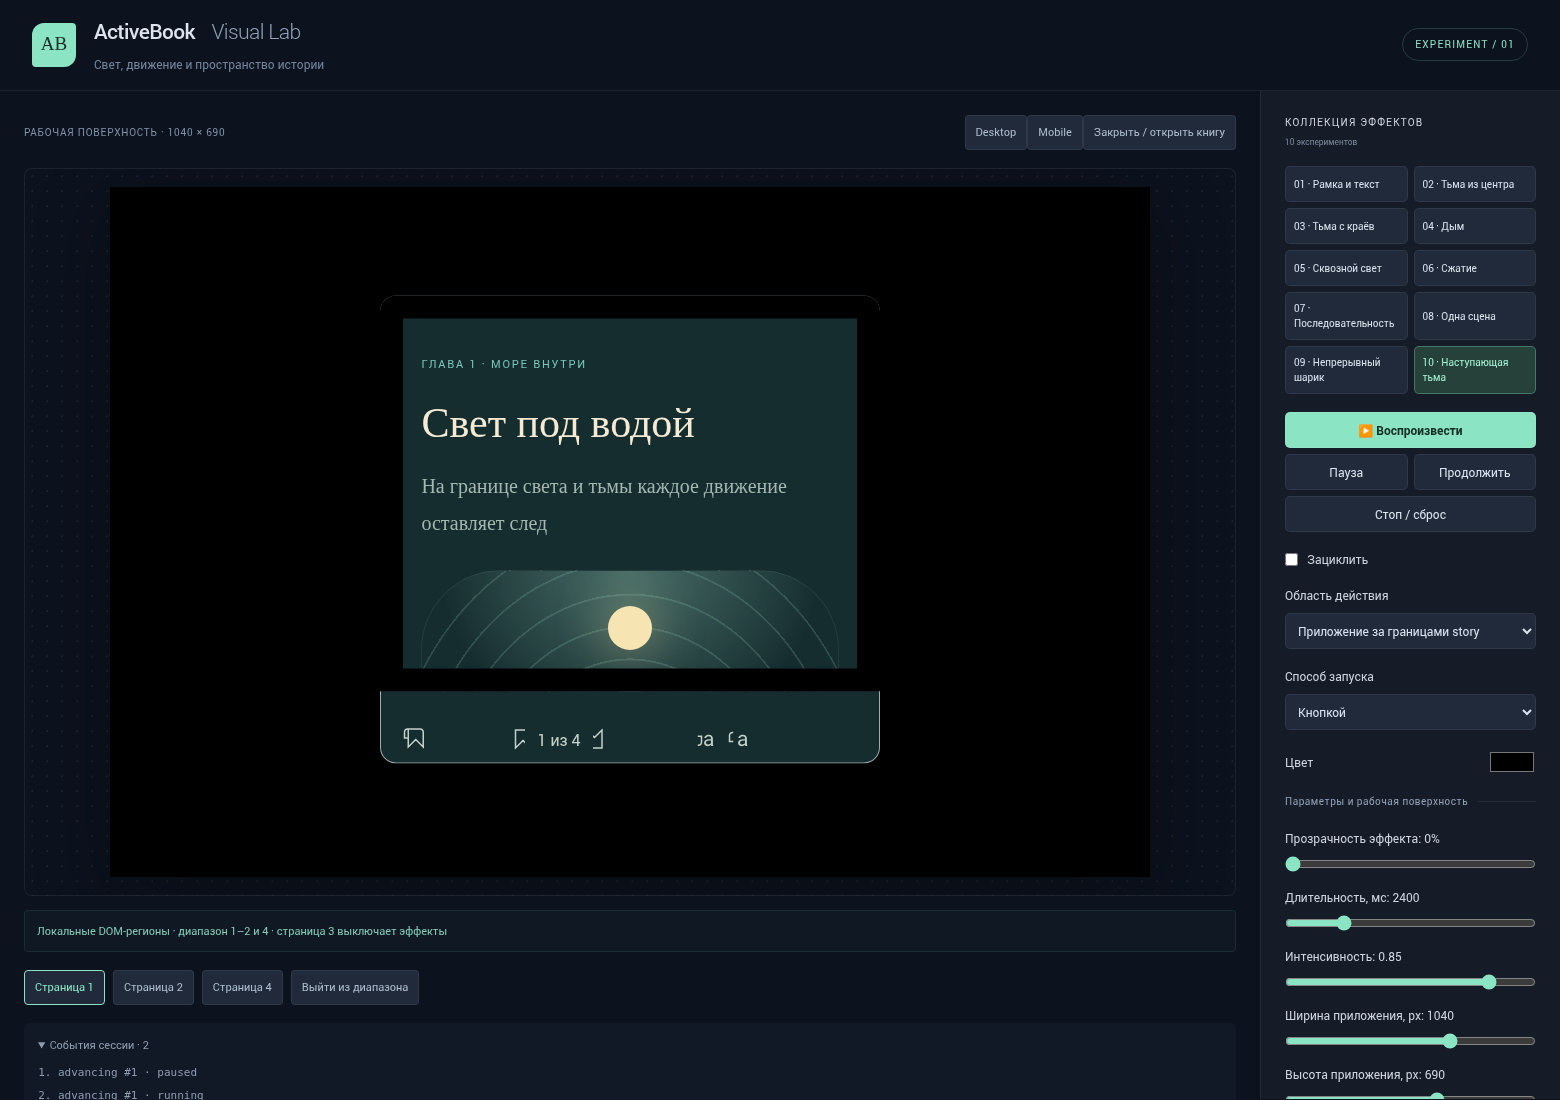 AB
ActiveBook Visual Lab
Свет, движение и пространство истории
EXPERIMENT / 01
РАБОЧАЯ ПОВЕРХНОСТЬ · 1040 × 690
Desktop
Mobile
Закрыть / открыть книгу
ГЛАВА 1 · МОРЕ ВНУТРИ
Свет под водой
На границе света и тьмы каждое движение
оставляет след
1 из 4
Локальные DOM-регионы · диапазон 1–2 и 4 · страница 3 выключает эффекты
Страница 1
Страница 2
Страница 4
Выйти из диапазона
▼ События сессии · 2
1. advancing #1 · paused
2. advancing #1 · running
КОЛЛЕКЦИЯ ЭФФЕКТОВ
10 экспериментов
01 · Рамка и текст
02 · Тьма из центра
03 · Тьма с краёв
04 · Дым
05 · Сквозной свет
06 · Сжатие
07 ·
Последовательность
08 · Одна сцена
09 · Непрерывный
шарик
10 · Наступающая
тьма
▶️ Воспроизвести
Пауза
Продолжить
Стоп / сброс
Зациклить
Область действия
Приложение за границами story
Способ запуска
Кнопкой
Цвет
Параметры и рабочая поверхность
Прозрачность эффекта: 0%
Длительность, мс: 2400
Интенсивность: 0.85
Ширина приложения, px: 1040
Высота приложения, px: 690